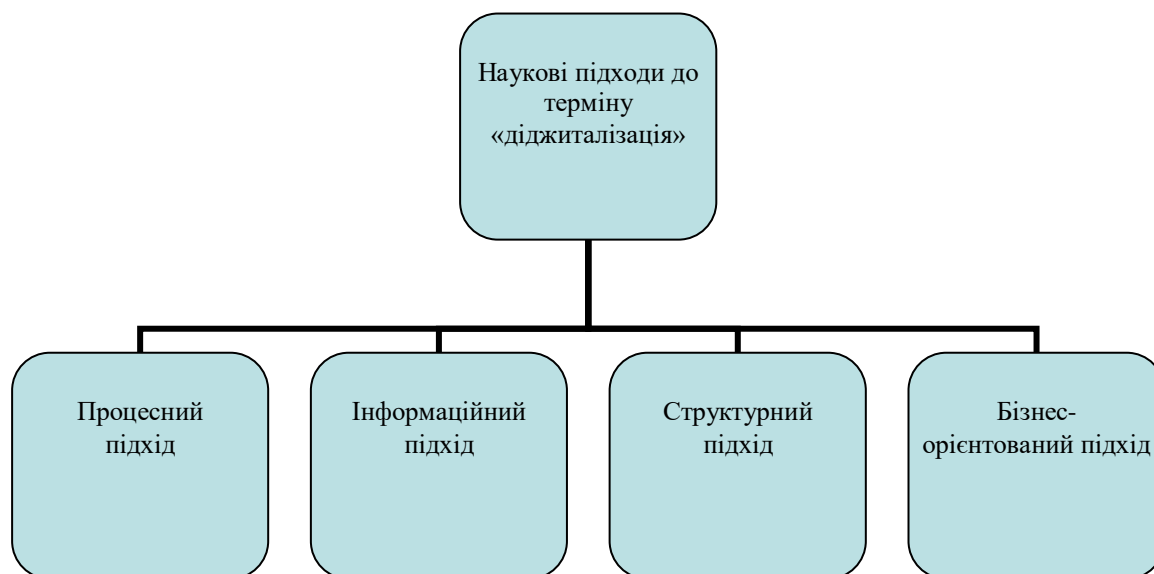 Наукові підходи до
терміну
«діджиталізація»
Процесний
підхід
Інформаційний
підхід
Структурний
підхід
Бізнес-
орієнтований підхід